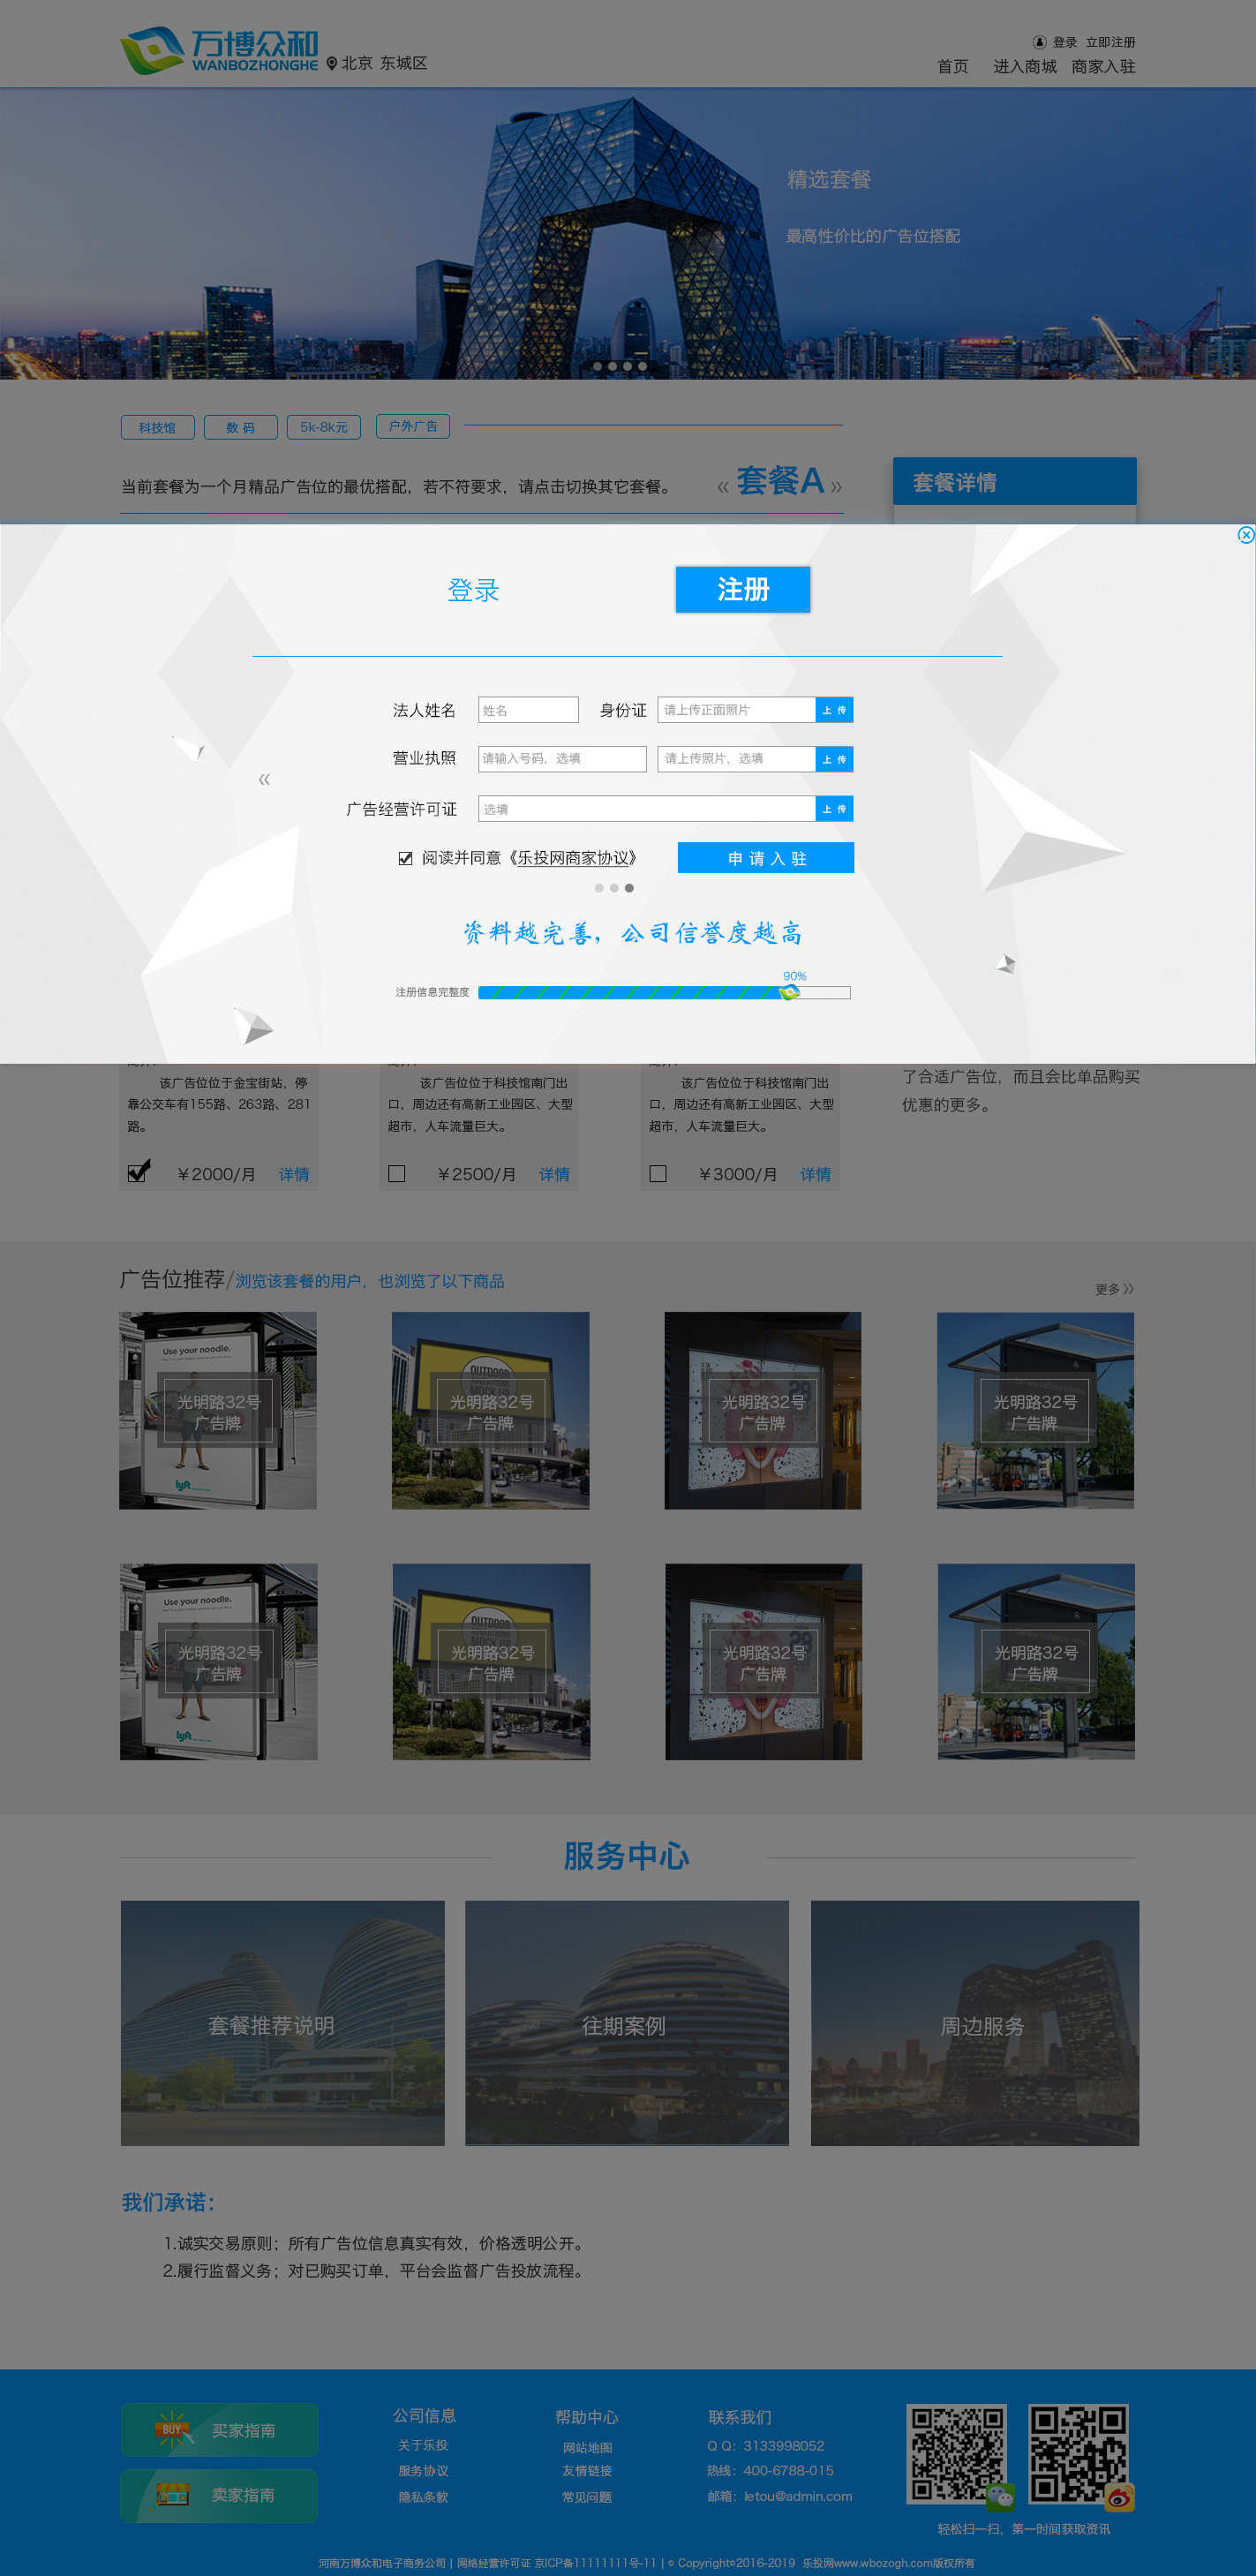 万博众和
WANBOZHONGHE
北京 东城区
登录 立即注册
首页 进入商城 商家入驻
精选套餐
最高性价比的广告位搭配
科技馆 数 码 5k-8k元 户外广告
当前套餐为一个月精品广告位的最优搭配，若不符要求，请点击切换其它套餐。
« 套餐A »
套餐详情
登录 注册
法人姓名 姓名 身份证 请上传正面照片 上 传
营业执照 请输入号码，选填 请上传照片，选填 上 传
«
广告经营许可证 选填 上 传
阅读并同意《乐投网商家协议》 申 请 入 驻
资料越完善，公司信誉度越高
90%
注册信息完整度
该广告位位于金宝街站，停
靠公交车有155路、263路、281
路。
￥2000/月 详情
该广告位位于科技馆南门出
口，周边还有高新工业园区、大型
超市，人车流量巨大。
￥2500/月 详情
该广告位位于科技馆南门出
口，周边还有高新工业园区、大型
超市，人车流量巨大。
￥3000/月 详情
了合适广告位，而且会比单品购买
优惠的更多。
广告位推荐/浏览该套餐的用户，也浏览了以下商品
更多 »
Use your noodle.
光明路32号
广告牌
lyft
OUTDOOR
光明路32号
广告牌
28
光明路32号
广告牌
光明路32号
广告牌
Use your noodle.
光明路32号
广告牌
lyft
OUTDOOR
光明路32号
广告牌
28
光明路32号
广告牌
光明路32号
广告牌
服务中心
套餐推荐说明
往期案例
周边服务
我们承诺：
1.诚实交易原则；所有广告位信息真实有效，价格透明公开。
2.履行监督义务；对已购买订单，平台会监督广告投放流程。
BUY 买家指南
卖家指南
公司信息
关于乐投
服务协议
隐私条款
帮助中心
网站地图
友情链接
常见问题
联系我们
Q Q：3133998052
热线：400-6788-015
邮箱：letou@admin.com
轻松扫一扫，第一时间获取资讯
河南万博众和电子商务公司 | 网络经营许可证 京ICP备11111111号-11 | © Copyright©2016-2019 乐投网www.wbozogh.com版权所有